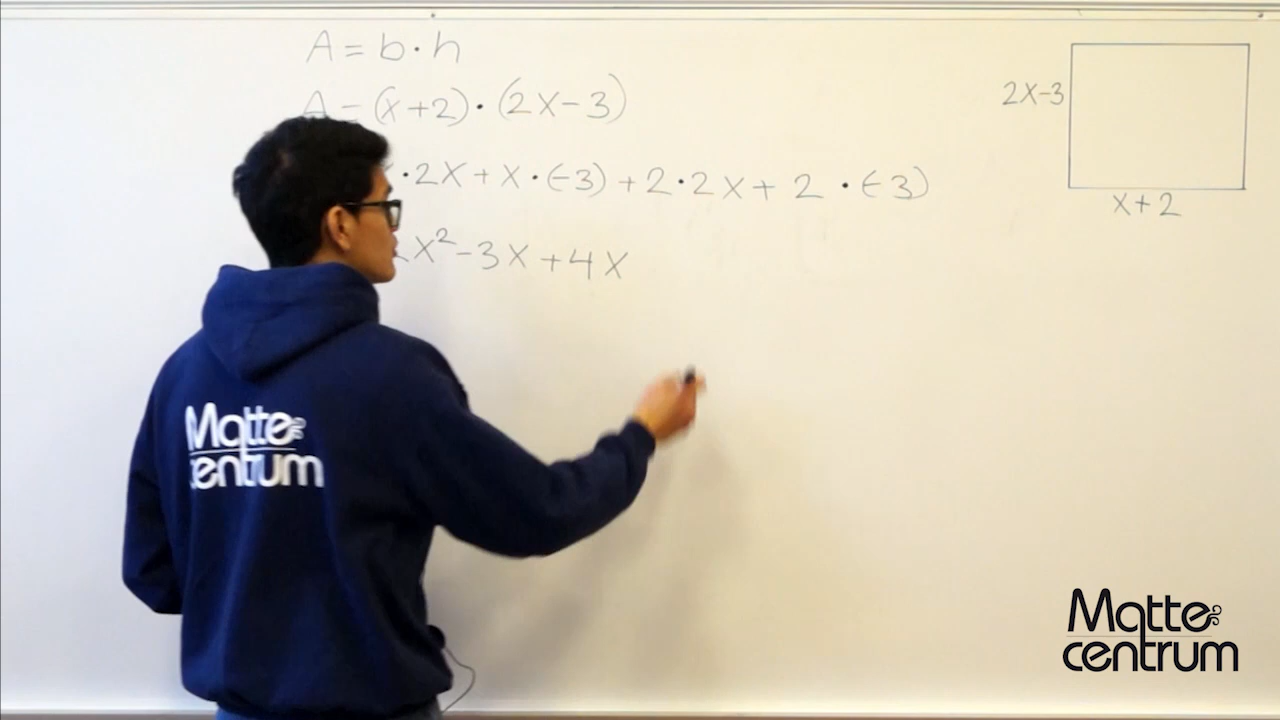 A = b · h
A = (x+2) · (2x-3)
· 2x + x · (-3) + 2 · 2x + 2 · (-3)
x² - 3x + 4x
2x-3
x+2
Matte
centrum
Matte
centrum